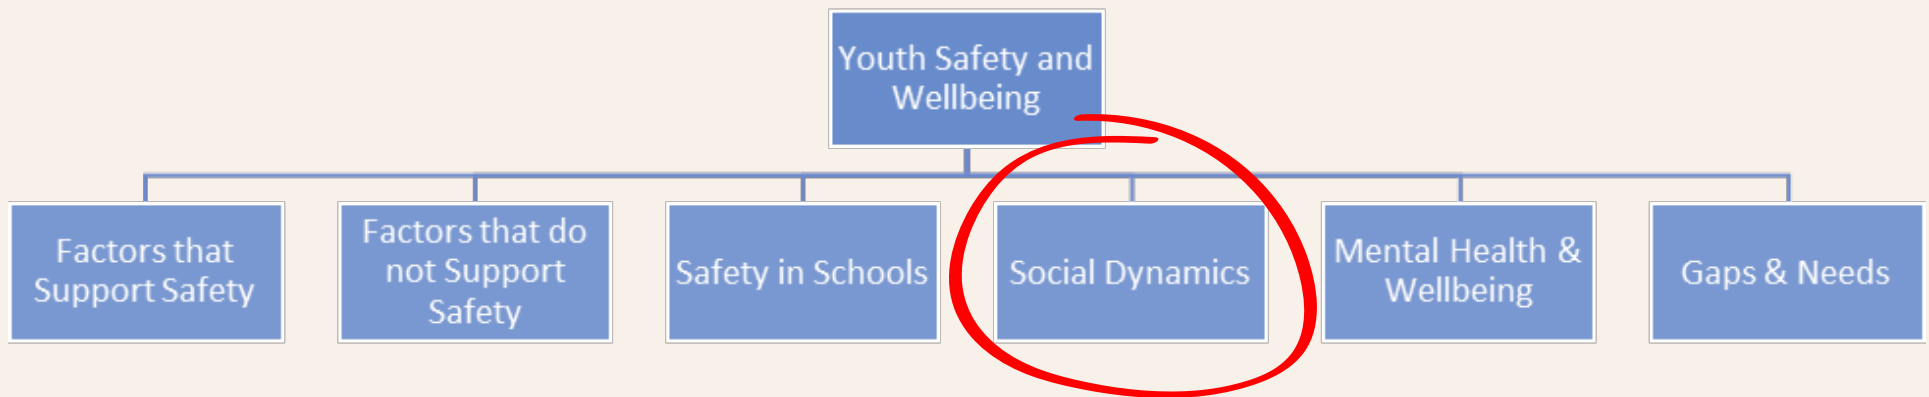 Youth Safety and
Wellbeing
Factors that
Support Safety
Factors that do
not Support
Safety
Safety in Schools
Social Dynamics
Mental Health &
Wellbeing
Gaps & Needs